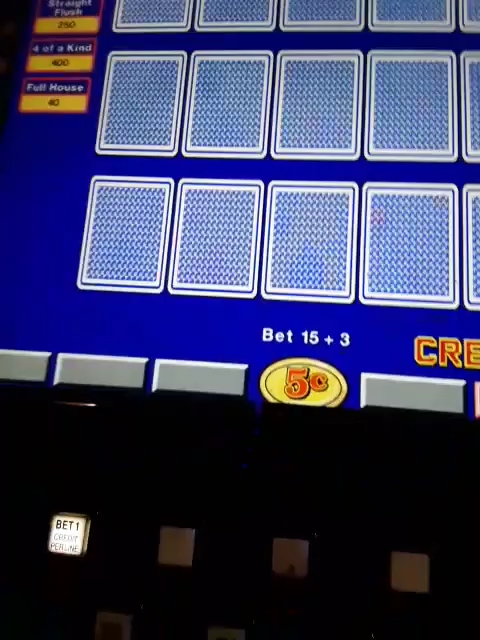 Straight
Flush
250
4 of a Kind
400
Full House
40
Bet 15 + 3
CRE
5¢
BET 1
CREDIT
PER LINE